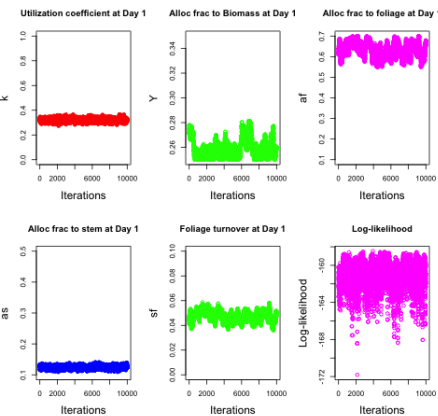 Utilization coefficient at Day 1
k
0.0 0.2 0.4 0.6 0.8 1.0
0 2000 6000 10000
Iterations
Alloc frac to Biomass at Day 1
Y
0.26 0.28 0.30 0.32 0.34
0 2000 6000 10000
Iterations
Alloc frac to foliage at Day 1
af
0.1 0.2 0.3 0.4 0.5 0.6 0.7
0 2000 6000 10000
Iterations
Alloc frac to stem at Day 1
as
0.1 0.2 0.3 0.4 0.5
0 2000 6000 10000
Iterations
Foliage turnover at Day 1
sf
0.00 0.02 0.04 0.06 0.08 0.10
0 2000 6000 10000
Iterations
Log-likelihood
Log-likelihood
-172 -168 -164 -160
0 2000 6000 10000
Iterations